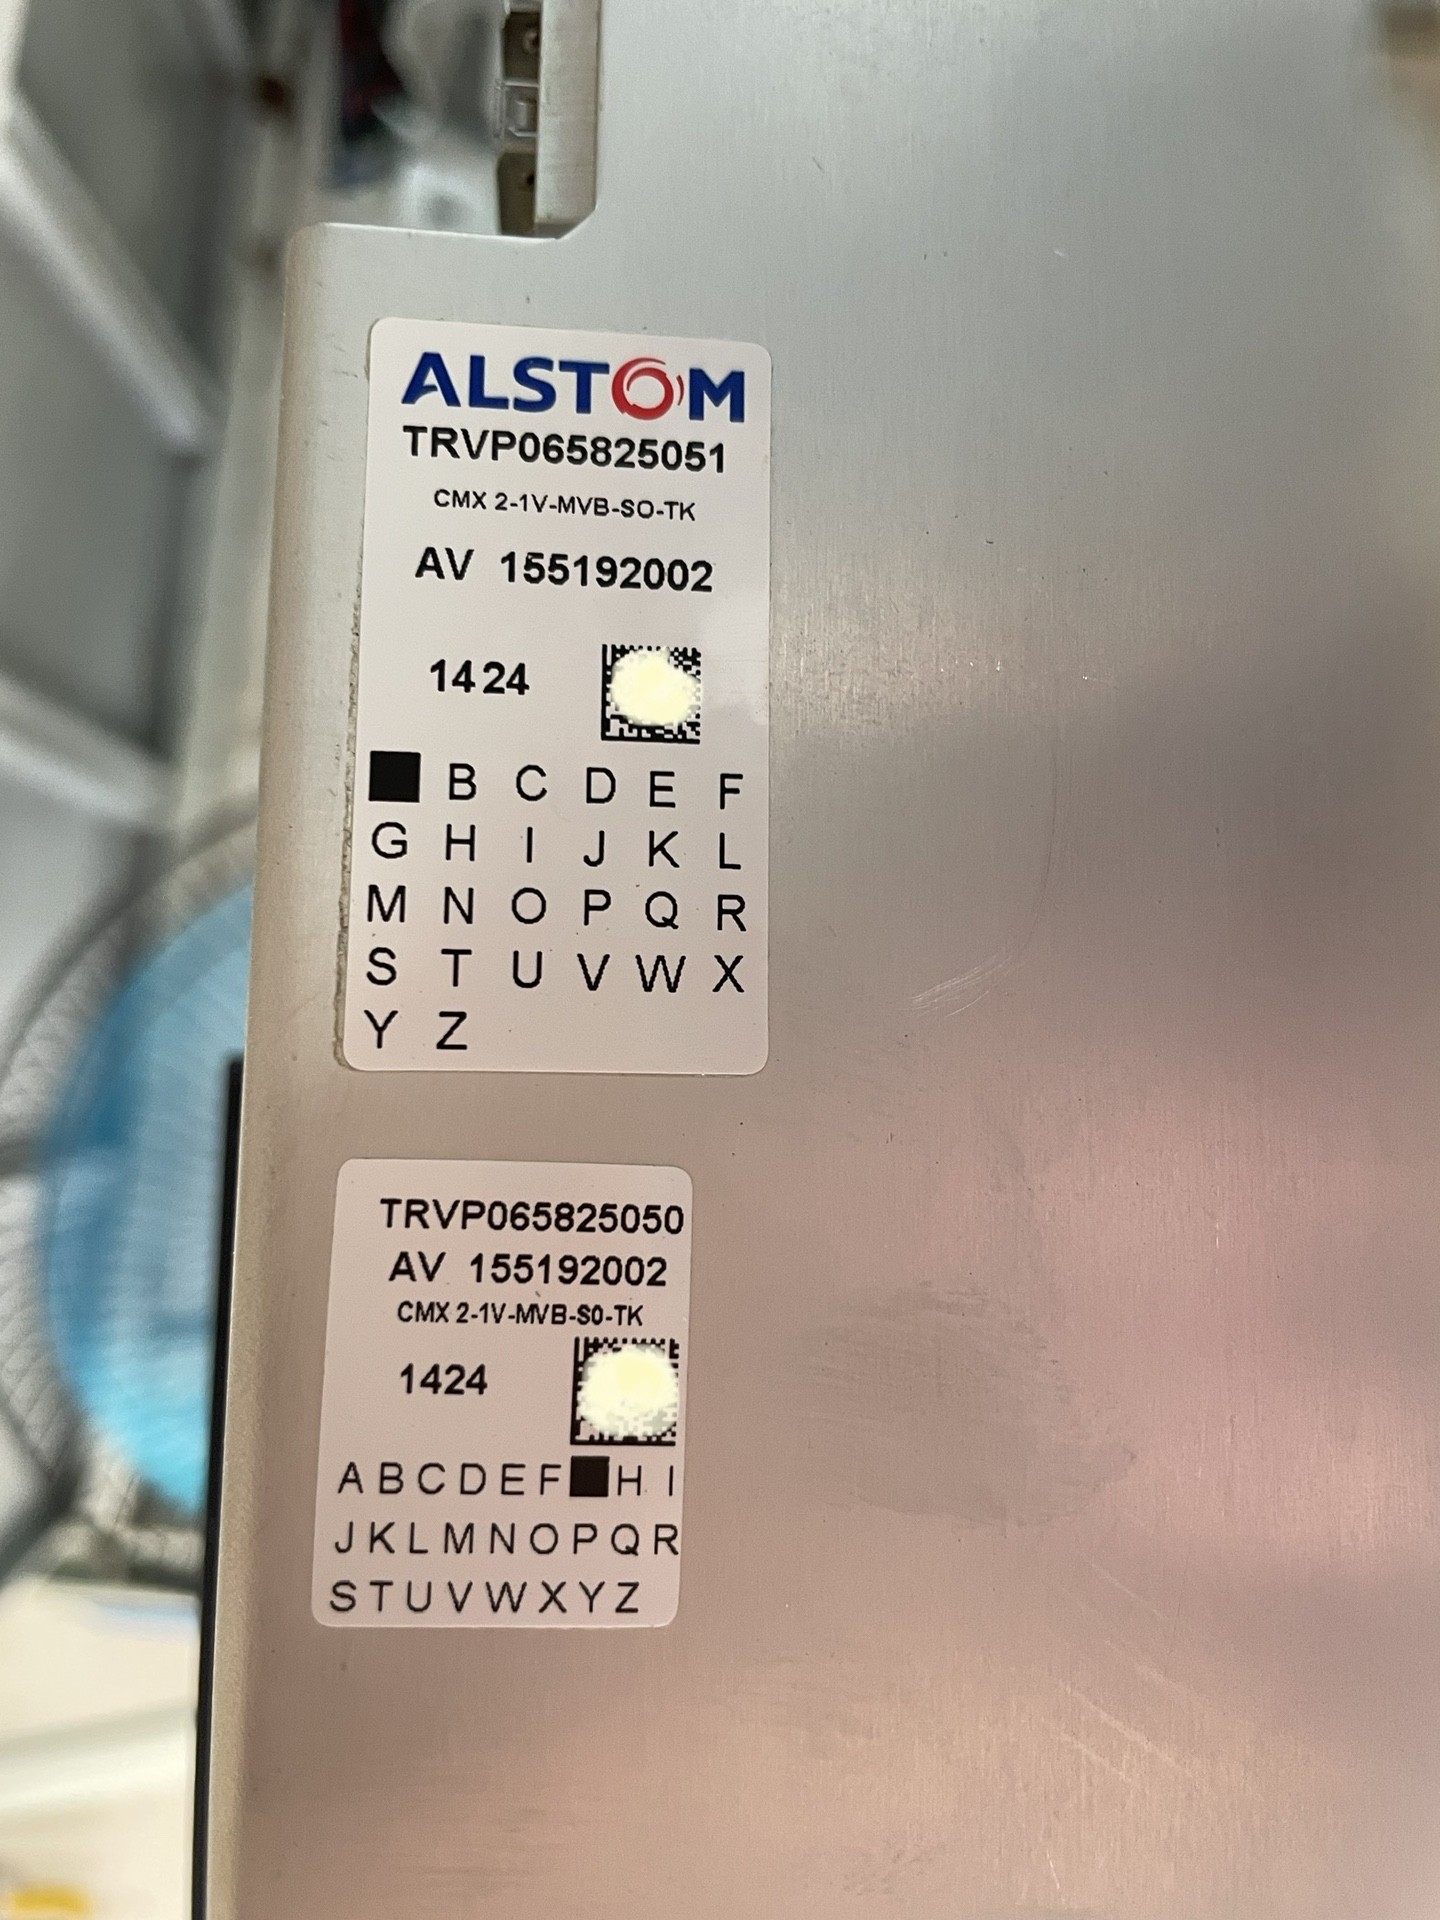 ALSTOM
TRVP065825051
CMX 2-1V-MVB-SO-TK
AV 155192002
1424
B C D E F
G H I J K L
M N O P Q R
S T U V W X
Y Z
TRVP065825050
AV 155192002
CMX 2-1V-MVB-S0-TK
1424
A B C D E F H I
J K L M N O P Q R
S T U V W X Y Z